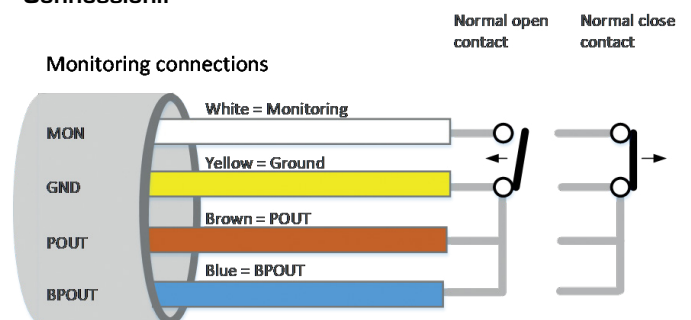 Connection:
Normal open
contact
Normal close
contact
Monitoring connections
White = Monitoring
MON
Yellow = Ground
GND
Brown = POUT
POUT
Blue = BPOUT
BPOUT